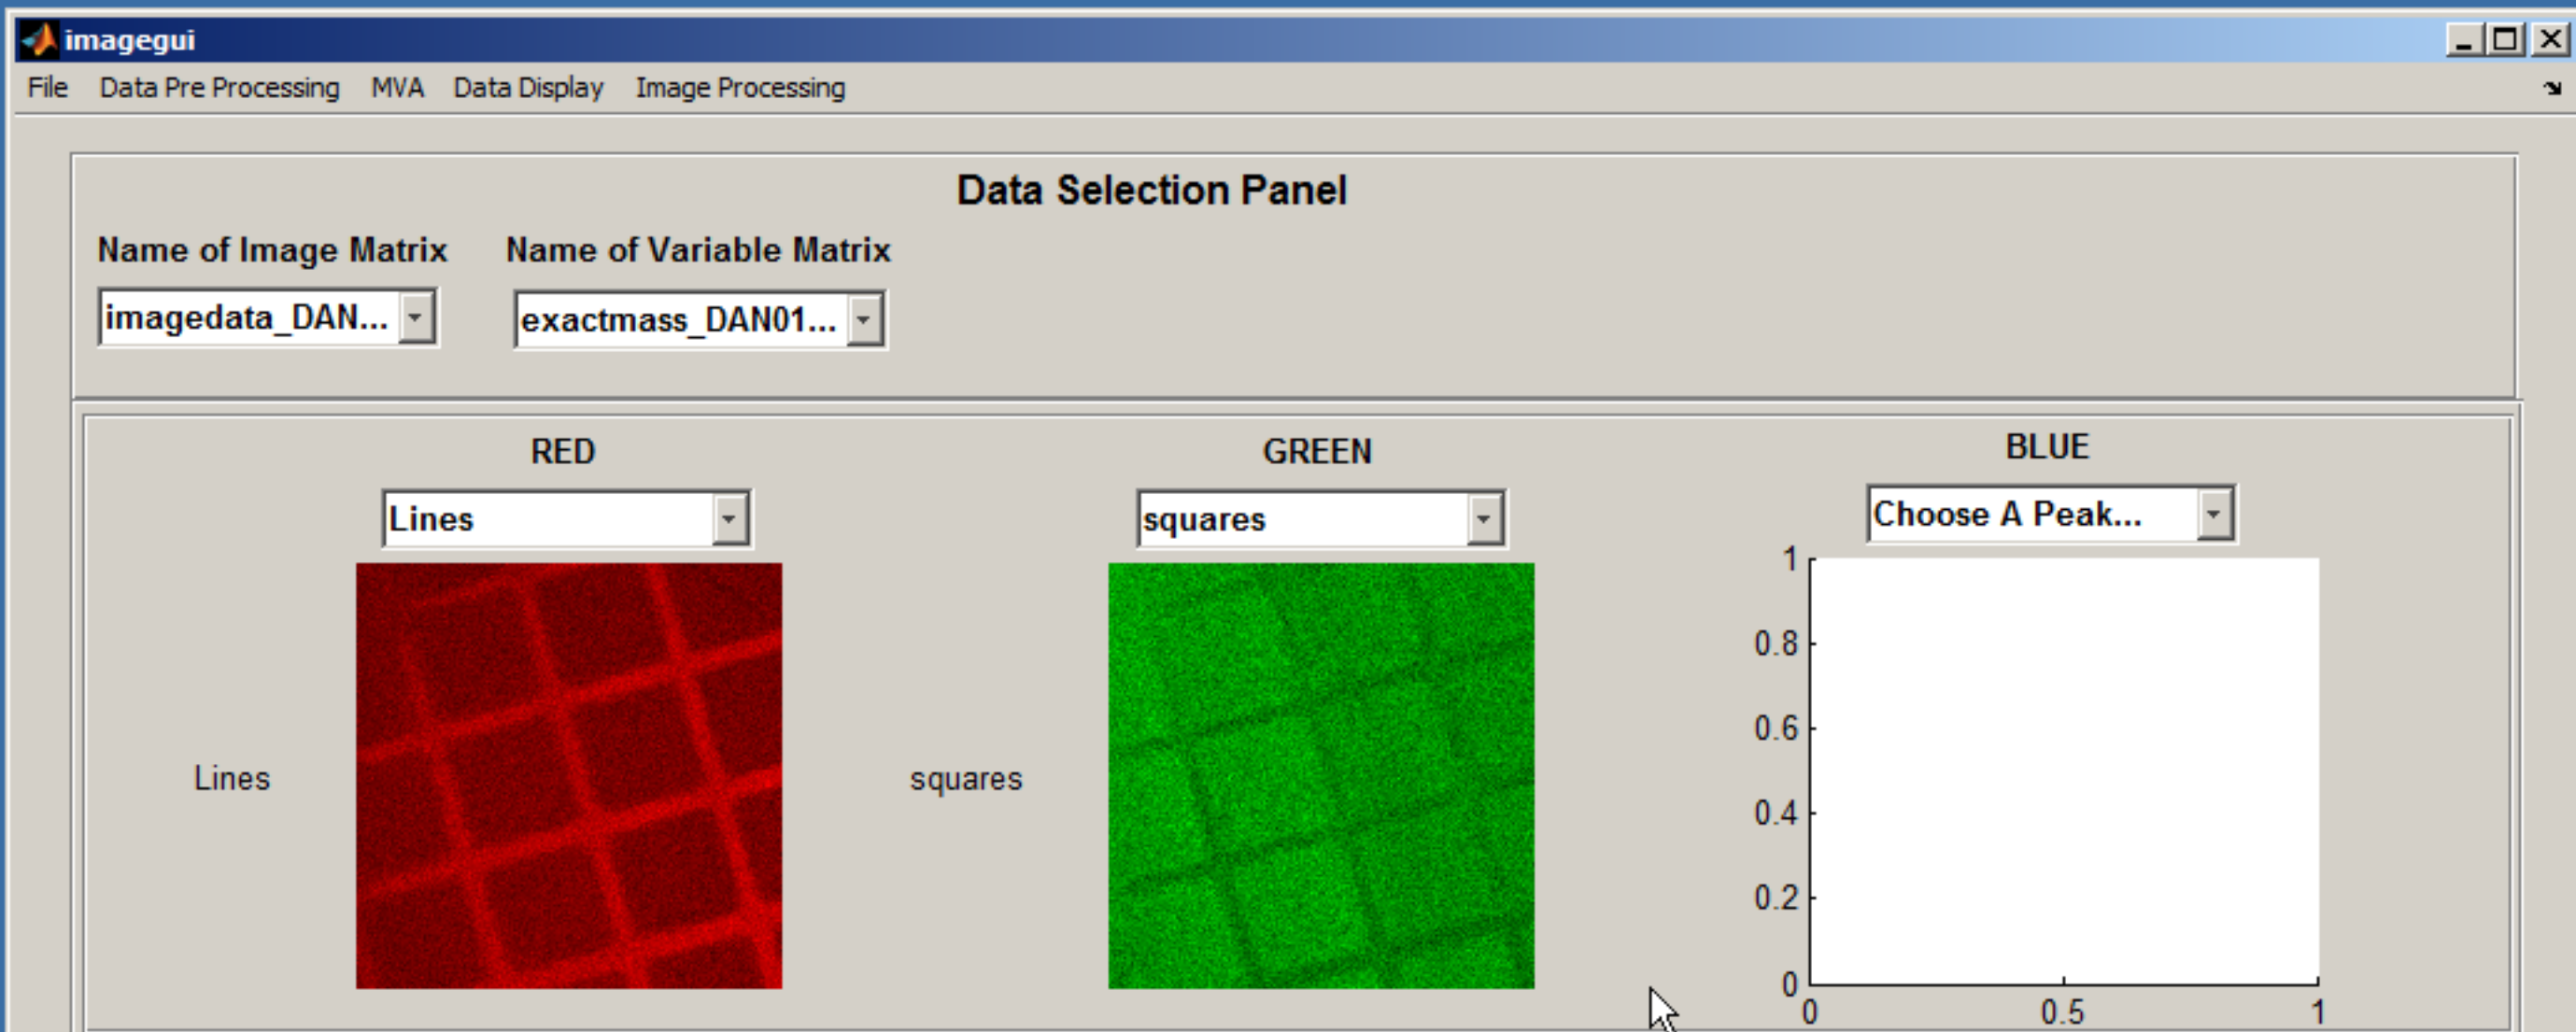 imagegui
File Data Pre Processing MVA Data Display Image Processing
Data Selection Panel
Name of Image Matrix Name of Variable Matrix
imagedata_DAN... exactmass_DAN01...
RED GREEN BLUE
Lines squares Choose A Peak...
Lines squares
1
0.8
0.6
0.4
0.2
0
0 0.5 1